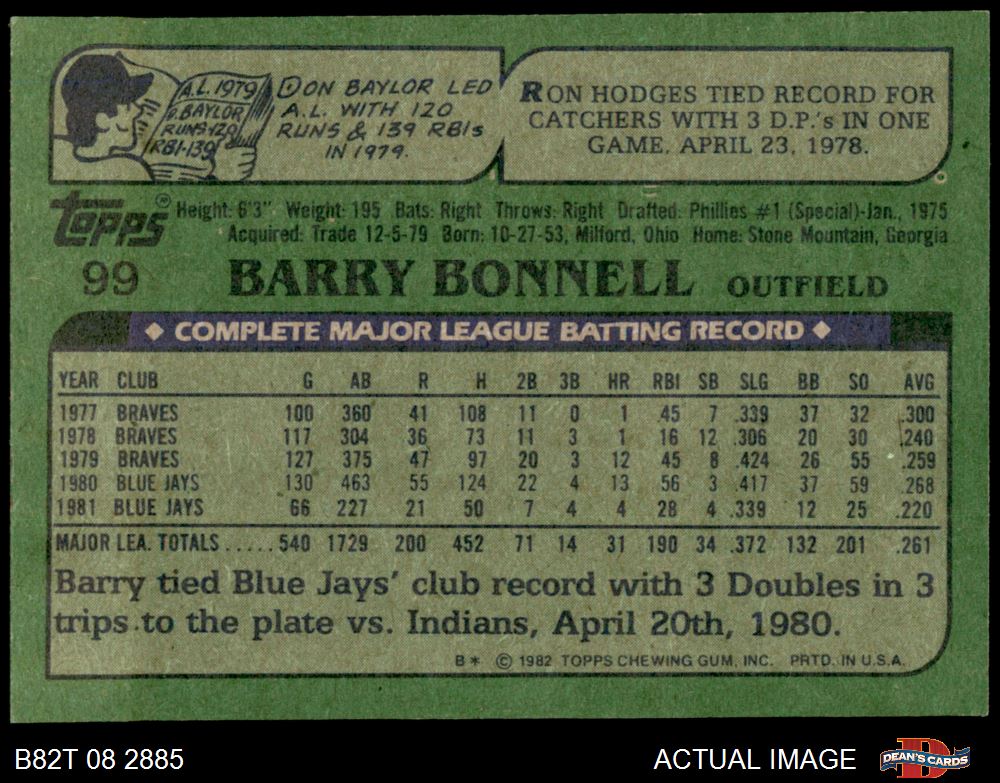 A.L. 1979
D. BAYLOR
RUNS-120
RBI-139
DON BAYLOR LED
A.L. WITH 120
RUNS & 139 RBIs
IN 1979.
RON HODGES TIED RECORD FOR
CATCHERS WITH 3 D.P.'s IN ONE
GAME, APRIL 23, 1978.
Topps®
Height: 6'3" Weight: 195 Bats: Right Throws: Right Drafted: Phillies #1 (Special)-Jan., 1975
Acquired: Trade 12-5-79 Born: 10-27-53, Milford, Ohio Home: Stone Mountain, Georgia
99 BARRY BONNELL OUTFIELD
◆ COMPLETE MAJOR LEAGUE BATTING RECORD ◆
YEAR CLUB G AB R H 2B 3B HR RBI SB SLG BB SO AVG
1977 BRAVES 100 360 41 108 11 0 1 45 7 .339 37 32 .300
1978 BRAVES 117 304 36 73 11 3 1 16 12 .306 20 30 .240
1979 BRAVES 127 375 47 97 20 3 12 45 8 .424 26 55 .259
1980 BLUE JAYS 130 463 55 124 22 4 13 56 3 .417 37 59 .268
1981 BLUE JAYS 66 227 21 50 7 4 4 28 4 .339 12 25 .220
MAJOR LEA. TOTALS.....540 1729 200 452 71 14 31 190 34 .372 132 201 .261
Barry tied Blue Jays' club record with 3 Doubles in 3
trips to the plate vs. Indians, April 20th, 1980.
B* © 1982 TOPPS CHEWING GUM, INC. PRTD. IN U.S.A.
B82T 08 2885
ACTUAL IMAGE
DEAN'S CARDS